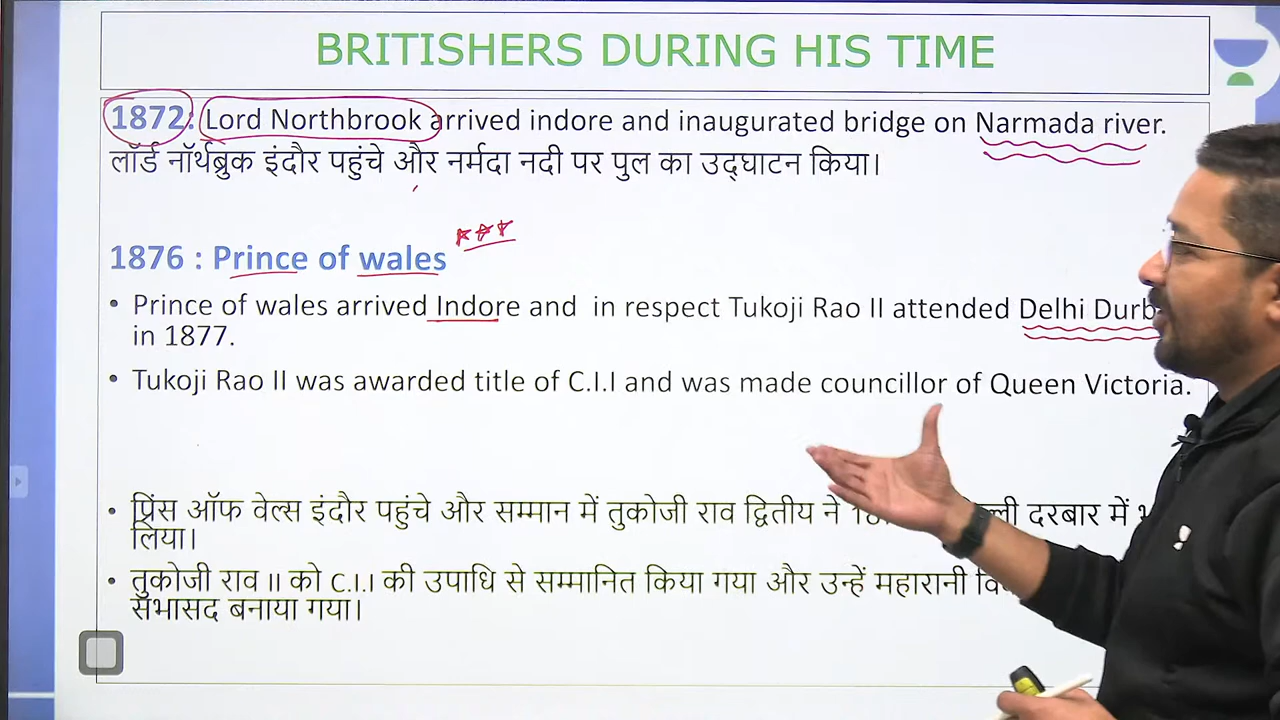 BRITISHERS DURING HIS TIME
1872: Lord Northbrook arrived indore and inaugurated bridge on Narmada river.
लॉर्ड नॉर्थब्रुक इंदौर पहुंचे और नर्मदा नदी पर पुल का उद्घाटन किया।
1876 : Prince of wales
• Prince of wales arrived Indore and in respect Tukoji Rao II attended Delhi
in 1877.
• Tukoji Rao II was awarded title of C.I.I and was made councillor of Queen Victoria.
• प्रिंस ऑफ वेल्स इंदौर पहुंचे और सम्मान में तुकोजी राव द्वितीय ने दरबार में
लिया।
• तुकोजी राव II को C.I.I की उपाधि से सम्मानित किया गया और उन्हें महारानी
सभासद बनाया गया।